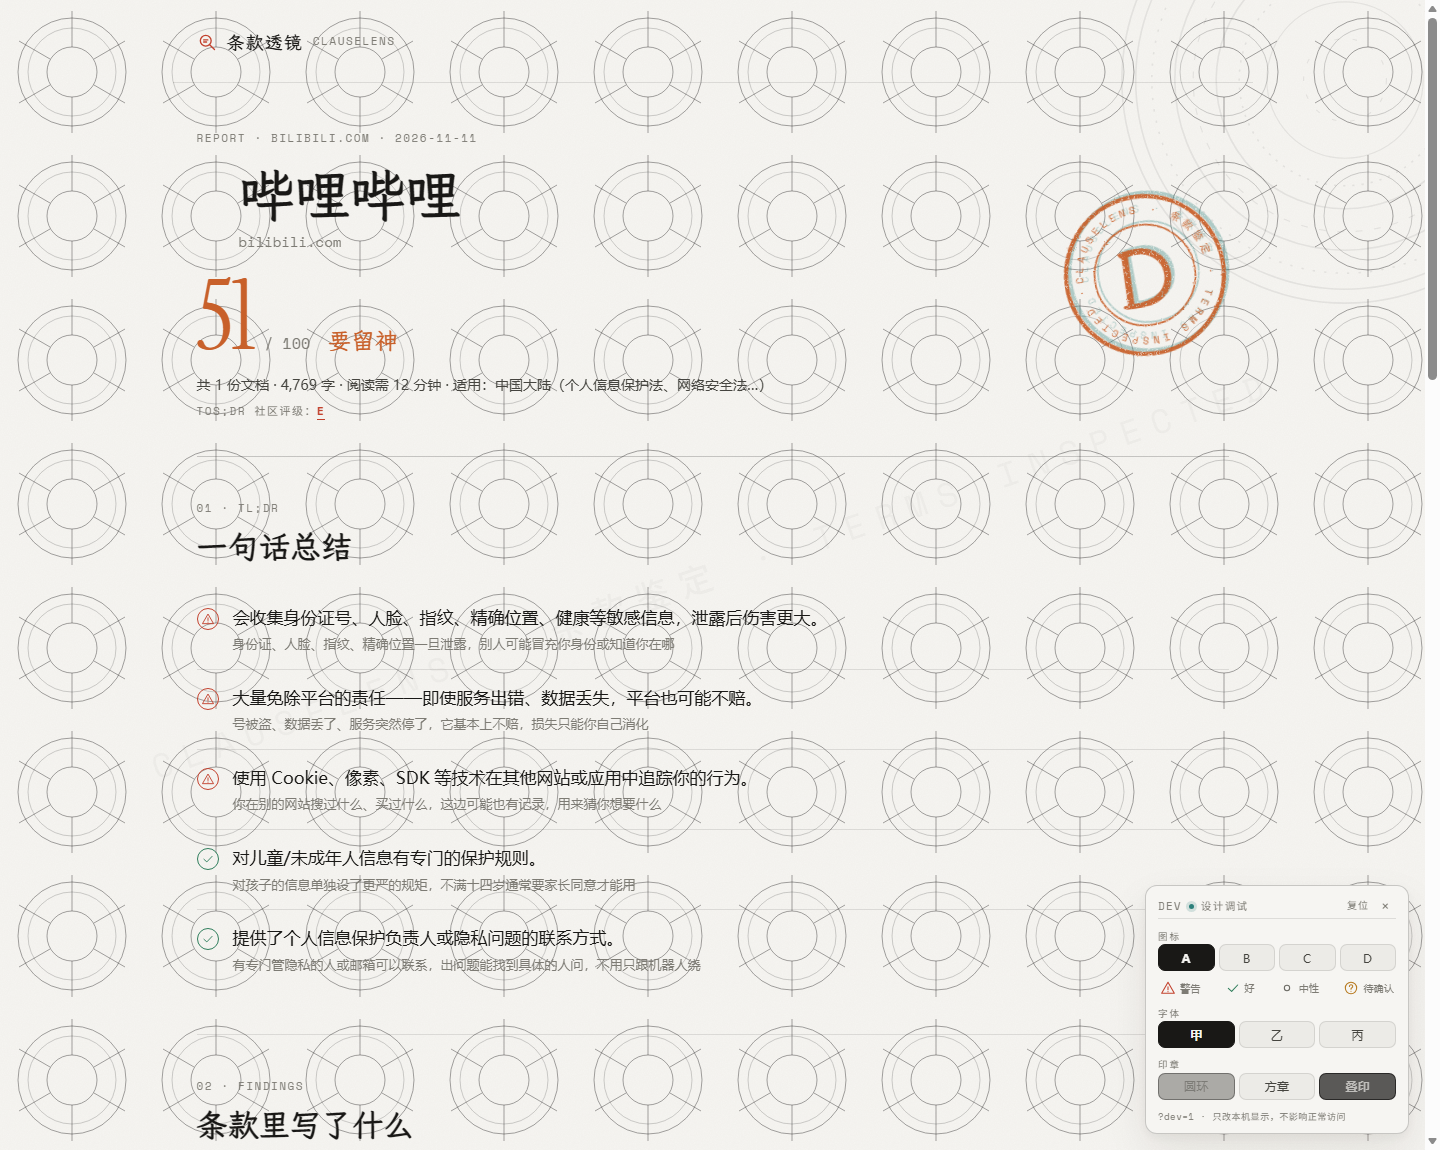 条款透镜 CLAUSELENS
REPORT · BILIBILI.COM · 2026-11-11
哔哩哔哩
bilibili.com
51 / 100 要留神
共 1 份文档 · 4,769 字 · 阅读需 12 分钟 · 适用：中国大陆（个人信息保护法、网络安全法…）
TOS;DR 社区评级：E
CLAUSELENS · 条款鉴定 · TERMS INSPECTED ·
D
01 · TL;DR
一句话总结
会收集身份证号、人脸、指纹、精确位置、健康等敏感信息，泄露后伤害更大。
身份证、人脸、指纹、精确位置一旦泄露，别人可能冒充你身份或知道你在哪
大量免除平台的责任——即使服务出错、数据丢失，平台也可能不赔。
号被盗、数据丢了、服务突然停了，它基本上不赔，损失只能你自己消化
使用 Cookie、像素、SDK 等技术在其他网站或应用中追踪你的行为。
你在别的网站搜过什么、买过什么，这边可能也有记录，用来猜你想要什么
对儿童/未成年人信息有专门的保护规则。
对孩子的信息单独设了更严的规矩，不满十四岁通常要家长同意才能用
提供了个人信息保护负责人或隐私问题的联系方式。
有专门管隐私的人或邮箱可以联系，出问题能找到具体的人问，不用只跟机器人绕
02 · FINDINGS
条款里写了什么
DEV 设计调试 复位 ×
图标
A B C D
警告 好 中性 待确认
字体
甲 乙 丙
印章
圆环 方章 叠印
?dev=1 · 只改本机显示，不影响正常访问
CLAUSELENS · 条款鉴定 · TERMS INSPECTED